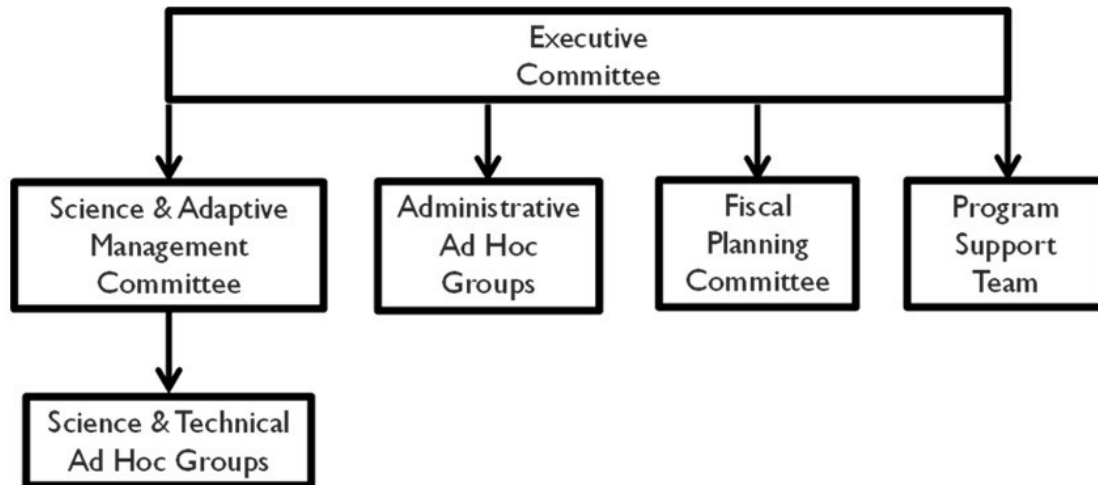 Executive
Committee
Science & Adaptive
Management
Committee
Administrative
Ad Hoc
Groups
Fiscal
Planning
Committee
Program
Support
Team
Science & Technical
Ad Hoc Groups